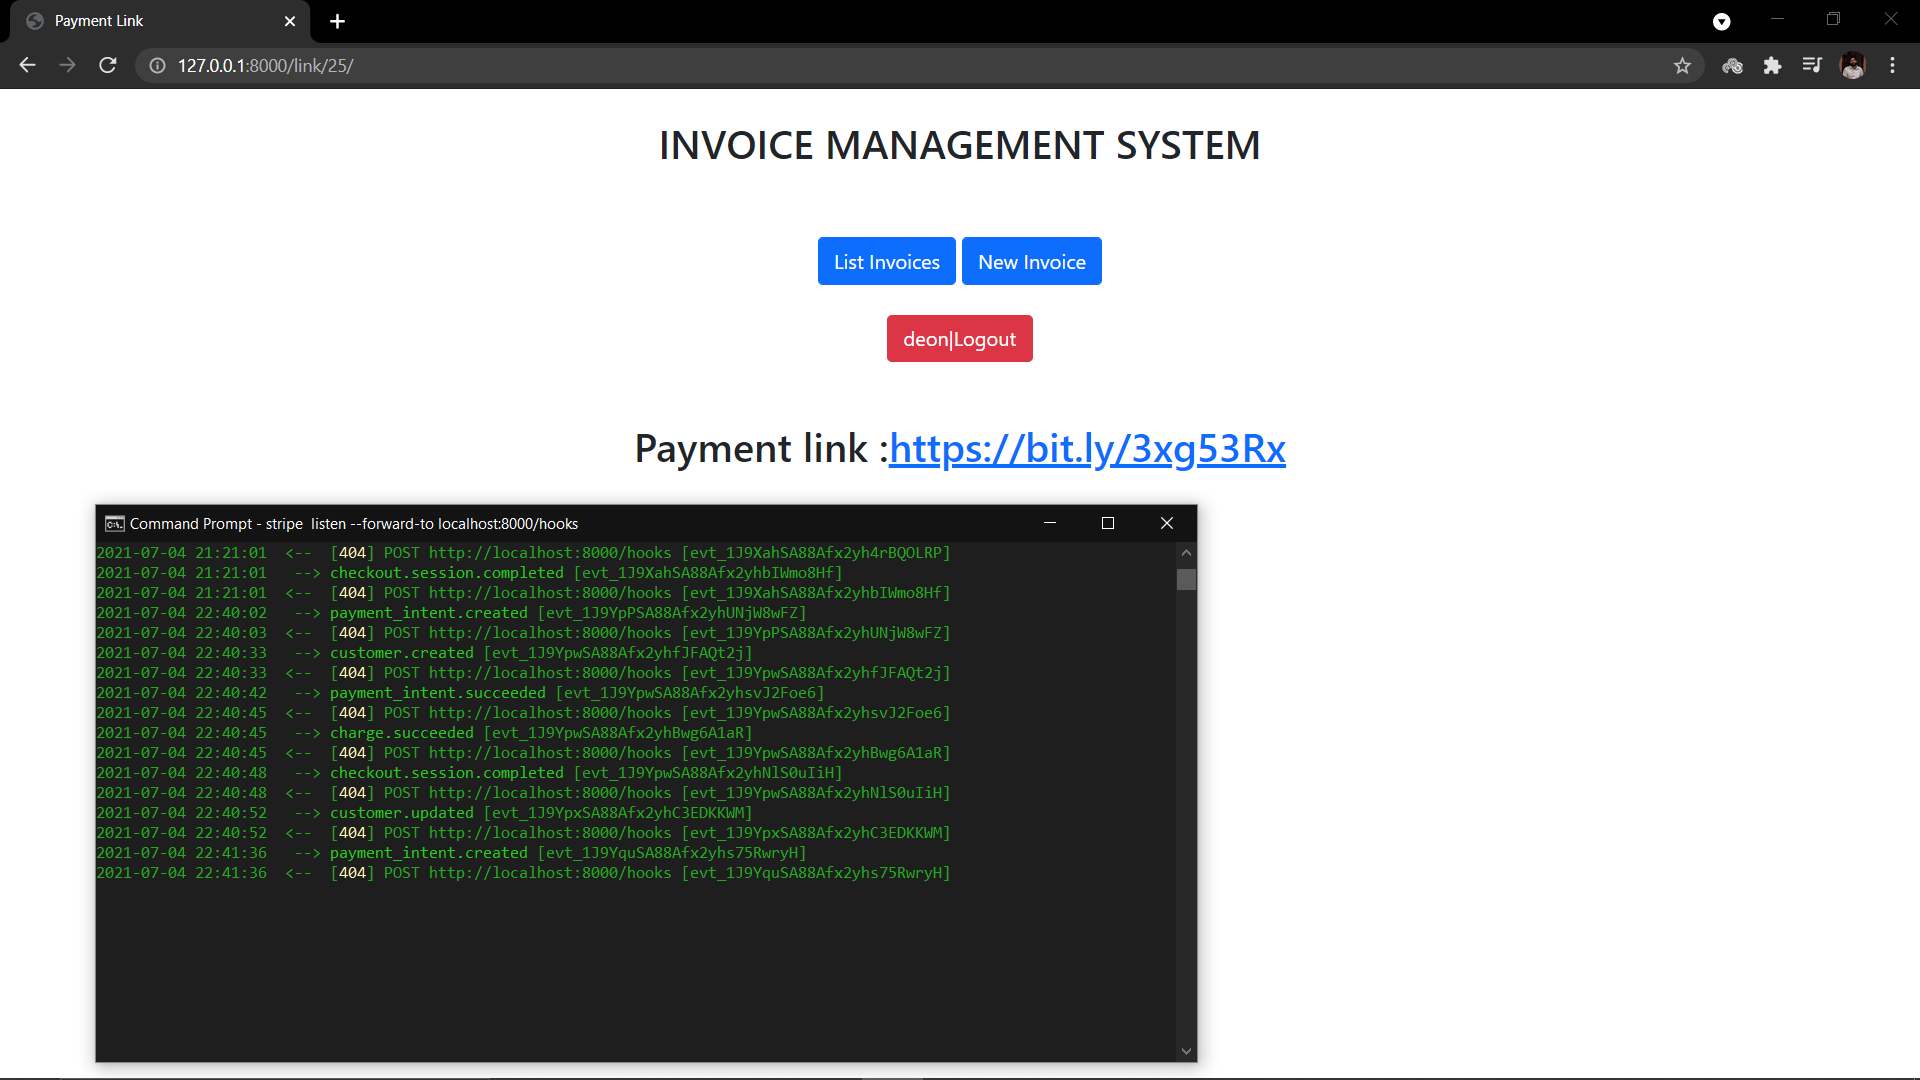 Payment Link
127.0.0.1:8000/link/25/
INVOICE MANAGEMENT SYSTEM
List Invoices New Invoice
deon|Logout
Payment link :https://bit.ly/3xg53Rx
Command Prompt - stripe  listen --forward-to localhost:8000/hooks
2021-07-04 21:21:01  <--  [404] POST http://localhost:8000/hooks [evt_1J9XahSA88Afx2yh4rBQOLRP]
2021-07-04 21:21:01   --> checkout.session.completed [evt_1J9XahSA88Afx2yhbIWmo8Hf]
2021-07-04 21:21:01  <--  [404] POST http://localhost:8000/hooks [evt_1J9XahSA88Afx2yhbIWmo8Hf]
2021-07-04 22:40:02   --> payment_intent.created [evt_1J9YpPSA88Afx2yhUNjW8wFZ]
2021-07-04 22:40:03  <--  [404] POST http://localhost:8000/hooks [evt_1J9YpPSA88Afx2yhUNjW8wFZ]
2021-07-04 22:40:33   --> customer.created [evt_1J9YpwSA88Afx2yhfJFAQt2j]
2021-07-04 22:40:33  <--  [404] POST http://localhost:8000/hooks [evt_1J9YpwSA88Afx2yhfJFAQt2j]
2021-07-04 22:40:42   --> payment_intent.succeeded [evt_1J9YpwSA88Afx2yhsvJ2Foe6]
2021-07-04 22:40:45  <--  [404] POST http://localhost:8000/hooks [evt_1J9YpwSA88Afx2yhsvJ2Foe6]
2021-07-04 22:40:45   --> charge.succeeded [evt_1J9YpwSA88Afx2yhBwg6A1aR]
2021-07-04 22:40:45  <--  [404] POST http://localhost:8000/hooks [evt_1J9YpwSA88Afx2yhBwg6A1aR]
2021-07-04 22:40:48   --> checkout.session.completed [evt_1J9YpwSA88Afx2yhNlS0uIiH]
2021-07-04 22:40:48  <--  [404] POST http://localhost:8000/hooks [evt_1J9YpwSA88Afx2yhNlS0uIiH]
2021-07-04 22:40:52   --> customer.updated [evt_1J9YpxSA88Afx2yhC3EDKKWM]
2021-07-04 22:40:52  <--  [404] POST http://localhost:8000/hooks [evt_1J9YpxSA88Afx2yhC3EDKKWM]
2021-07-04 22:41:36   --> payment_intent.created [evt_1J9YquSA88Afx2yhs75RwryH]
2021-07-04 22:41:36  <--  [404] POST http://localhost:8000/hooks [evt_1J9YquSA88Afx2yhs75RwryH]